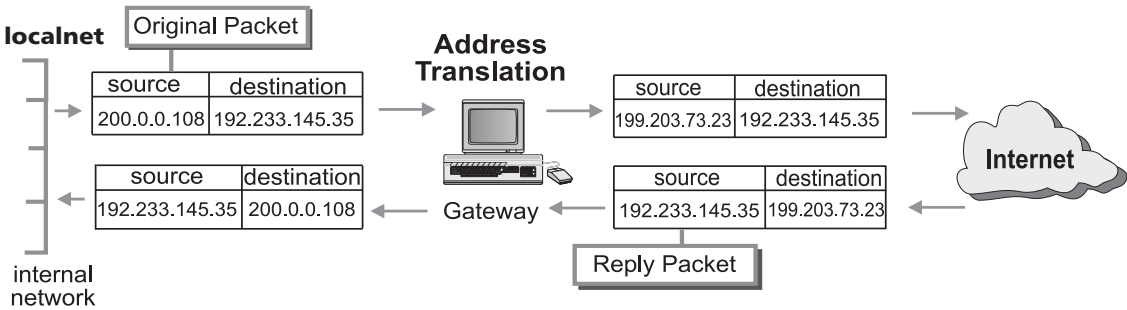 localnet
Original Packet
source destination
200.0.0.108 192.233.145.35
Address
Translation
source destination
199.203.73.23 192.233.145.35
Internet
source destination
192.233.145.35 200.0.0.108
Gateway
source destination
192.233.145.35 199.203.73.23
Reply Packet
internal
network